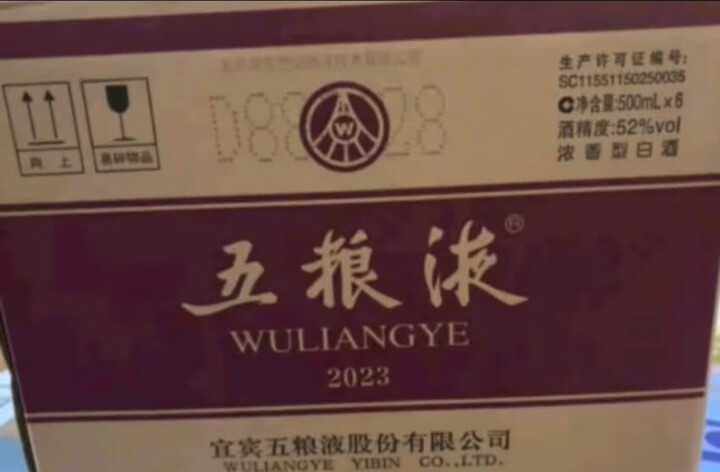 向 上
易碎物品
W
生产许可证编号:
SC11551150250035
C净含量:500mL×6
酒精度:52%vol
浓香型白酒
五粮液®
WULIANGYE
2023
宜宾五粮液股份有限公司
WULIANGYE YIBIN CO.,LTD.